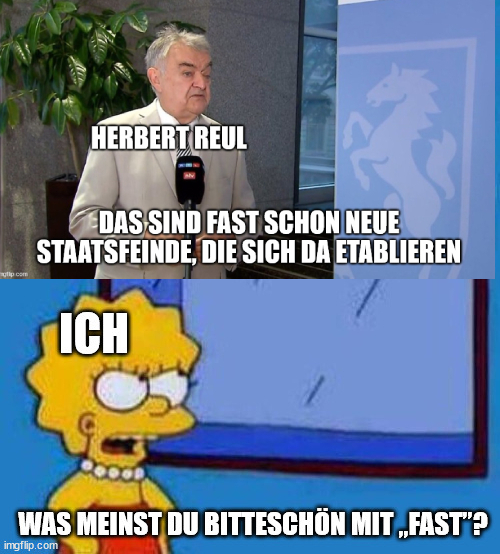 HERBERT REUL
DAS SIND FAST SCHON NEUE
STAATSFEINDE, DIE SICH DA ETABLIEREN
imgflip.com
ICH
WAS MEINST DU BITTESCHÖN MIT „FAST”?
imgflip.com